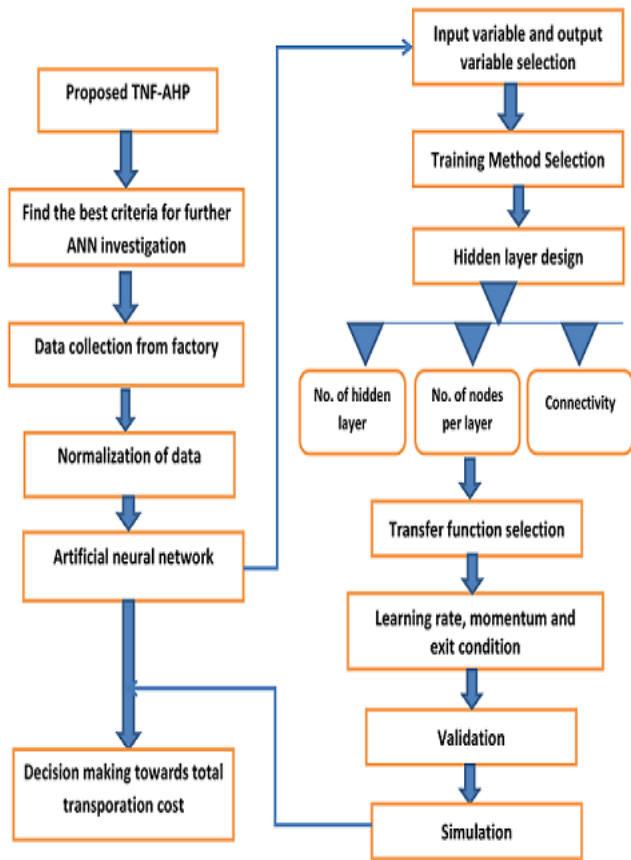 Proposed TNF-AHP
Find the best criteria for further
ANN investigation
Data collection from factory
Normalization of data
Artificial neural network
Decision making towards total
transporation cost
Input variable and output
variable selection
Training Method Selection
Hidden layer design
No. of hidden
layer
No. of nodes
per layer
Connectivity
Transfer function selection
Learning rate, momentum and
exit condition
Validation
Simulation